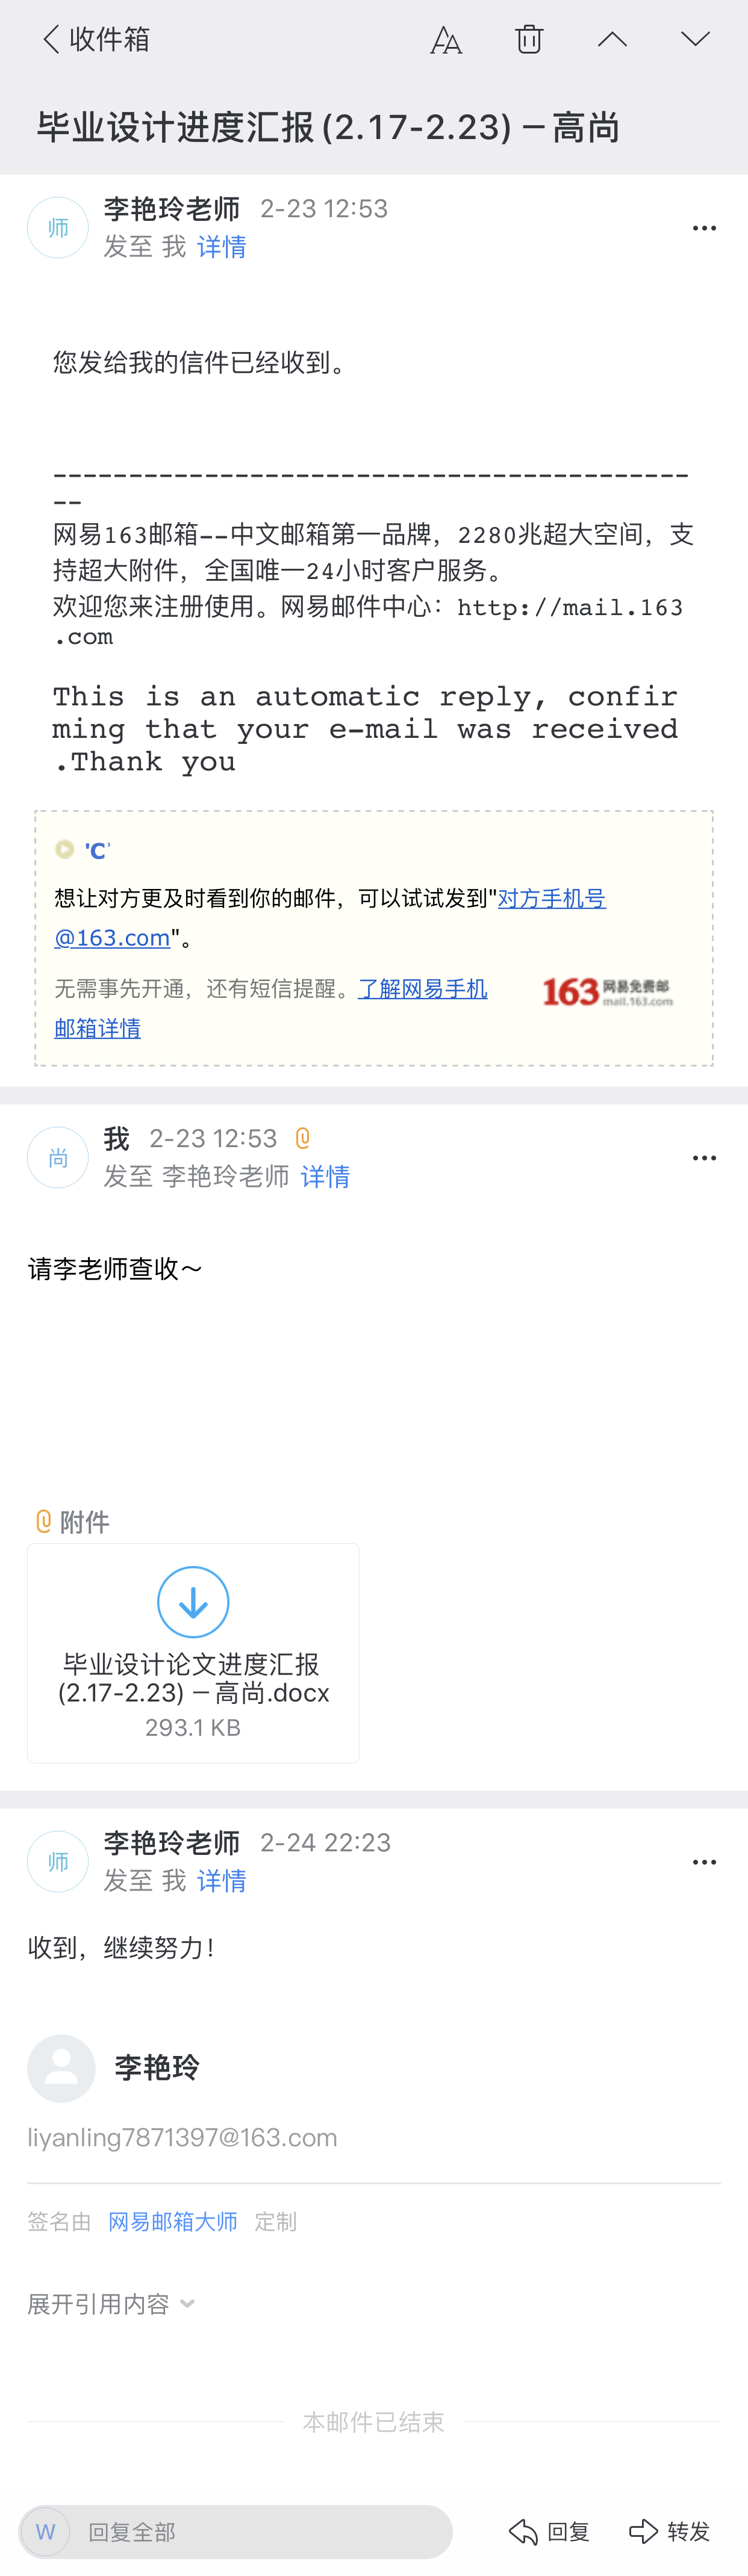 收件箱
毕业设计进度汇报(2.17-2.23) – 高尚
师
李艳玲老师 2-23 12:53
发至 我 详情
您发给我的信件已经收到。
-----------------------------------------
--
网易163邮箱--中文邮箱第一品牌，2280兆超大空间，支
持超大附件，全国唯一24小时客户服务。
欢迎您来注册使用。网易邮件中心：http://mail.163
.com
This is an automatic reply, confir
ming that your e-mail was received
.Thank you
'C'
想让对方更及时看到你的邮件，可以试试发到"对方手机号
@163.com"。
无需事先开通，还有短信提醒。了解网易手机
邮箱详情
163 网易免费邮
mail.163.com
尚
我 2-23 12:53
发至 李艳玲老师 详情
请李老师查收～
附件
毕业设计论文进度汇报
(2.17-2.23) – 高尚.docx
293.1 KB
师
李艳玲老师 2-24 22:23
发至 我 详情
收到，继续努力！
李艳玲
liyanling7871397@163.com
签名由 网易邮箱大师 定制
展开引用内容
本邮件已结束
W 回复全部 回复 转发